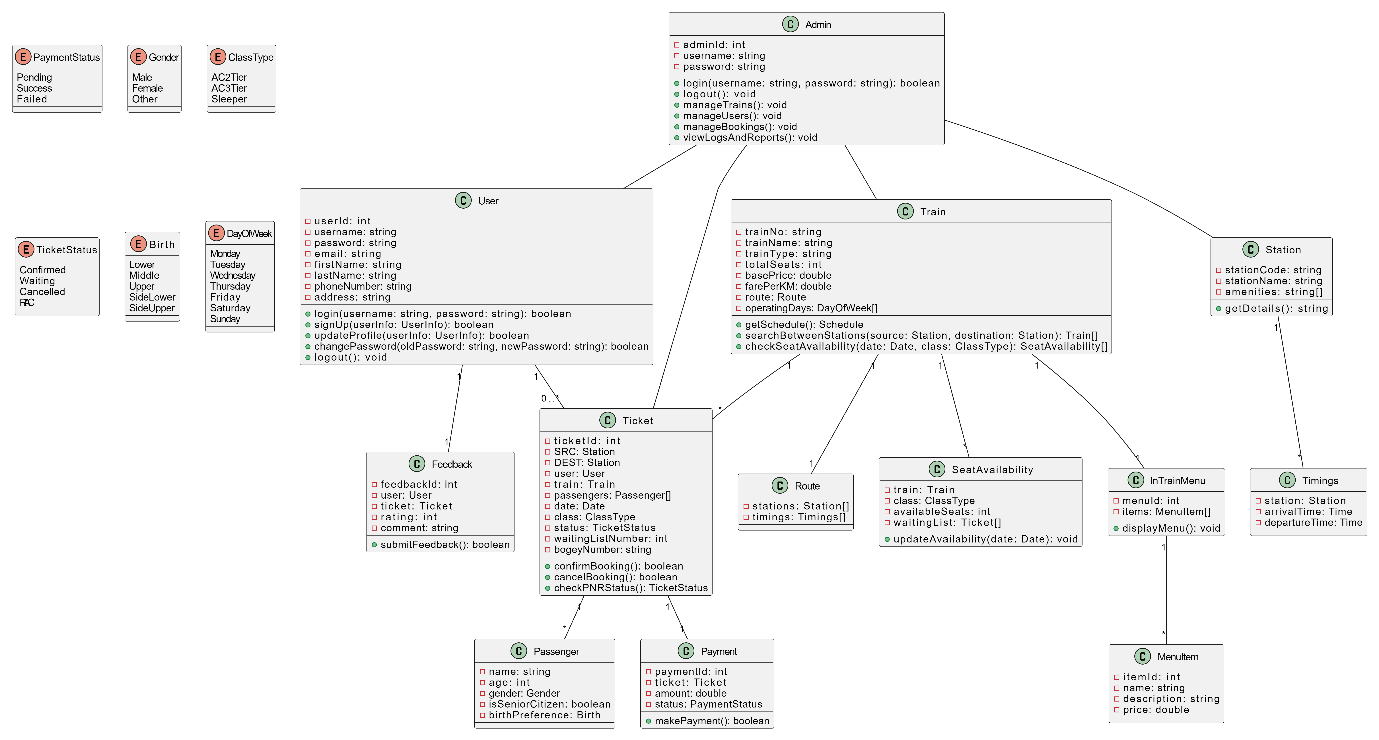 E PaymentStatus
Pending
Success
Failed
E Gender
Male
Female
Other
E ClassType
AC2Tier
AC3Tier
Sleeper
C Admin
adminId: int
username: string
password: string
login(username: string, password: string): boolean
logout(): void
manageTrains(): void
manageUsers(): void
manageBookings(): void
viewLogsAndReports(): void
E TicketStatus
Confirmed
Waiting
Cancelled
RAC
E Birth
Lower
Middle
Upper
SideLower
SideUpper
E DayOfWeek
Monday
Tuesday
Wednesday
Thursday
Friday
Saturday
Sunday
C User
userId: int
username: string
password: string
email: string
firstName: string
lastName: string
phoneNumber: string
address: string
login(username: string, password: string): boolean
signUp(userInfo: UserInfo): boolean
updateProfile(userInfo: UserInfo): boolean
changePassword(oldPassword: string, newPassword: string): boolean
logout(): void
C Train
trainNo: string
trainName: string
trainType: string
totalSeats: int
basePrice: double
farePerKM: double
route: Route
operatingDays: DayOfWeek[]
getSchedule(): Schedule
searchBetweenStations(source: Station, destination: Station): Train[]
checkSeatAvailability(date: Date, class: ClassType): SeatAvailability[]
C Station
stationCode: string
stationName: string
amenities: string[]
getDetails(): string
1
1
1
1
1
1
1
0..*
*
1
1
*
1
1
*
C Feedback
feedbackId: int
user: User
ticket: Ticket
rating: int
comment: string
submitFeedback(): boolean
C Ticket
ticketId: int
SRC: Station
DEST: Station
user: User
train: Train
passengers: Passenger[]
date: Date
class: ClassType
status: TicketStatus
waitingListNumber: int
bogeyNumber: string
confirmBooking(): boolean
cancelBooking(): boolean
checkPNRStatus(): TicketStatus
C Route
stations: Station[]
timings: Timings[]
C SeatAvailability
train: Train
class: ClassType
availableSeats: int
waitingList: Ticket[]
updateAvailability(date: Date): void
C InTrainMenu
menuId: int
items: MenuItem[]
displayMenu(): void
C Timings
station: Station
arrivalTime: Time
departureTime: Time
1
1
1
*
1
*
C Passenger
name: string
age: int
gender: Gender
isSeniorCitizen: boolean
birthPreference: Birth
C Payment
paymentId: int
ticket: Ticket
amount: double
status: PaymentStatus
makePayment(): boolean
C MenuItem
itemId: int
name: string
description: string
price: double